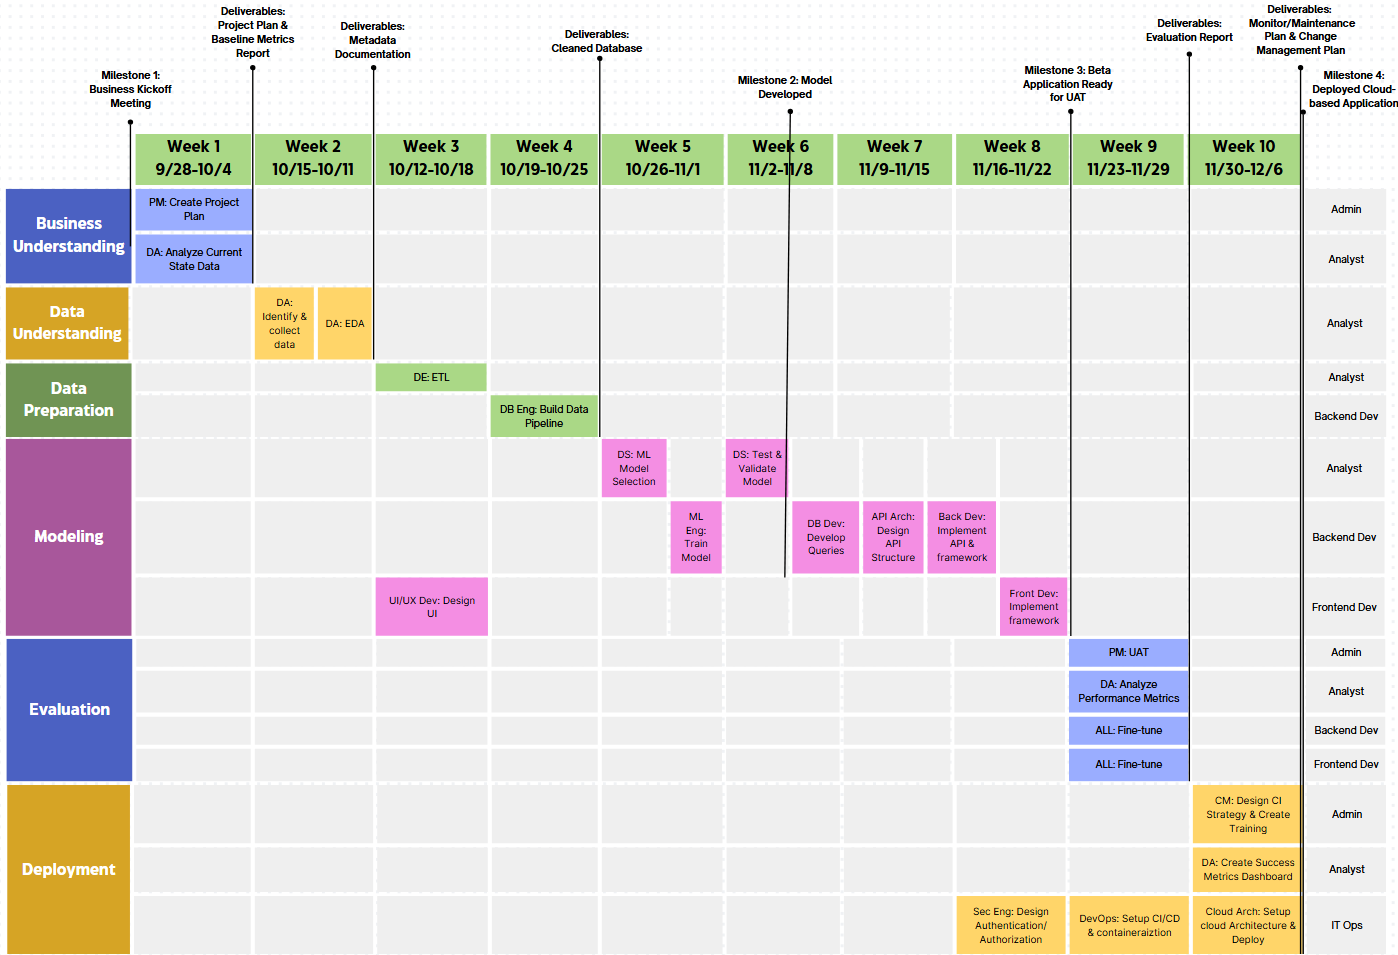 Deliverables:
Project Plan &
Baseline Metrics
Report
Deliverables:
Metadata
Documentation
Deliverables:
Cleaned Database
Deliverables:
Evaluation Report
Deliverables:
Monitor/Maintenance
Plan & Change
Management Plan
Milestone 1:
Business Kickoff
Meeting
Milestone 2: Model
Developed
Milestone 3: Beta
Application Ready
for UAT
Milestone 4:
Deployed Cloud-
based Application
Week 1
9/28-10/4
Week 2
10/15-10/11
Week 3
10/12-10/18
Week 4
10/19-10/25
Week 5
10/26-11/1
Week 6
11/2-11/8
Week 7
11/9-11/15
Week 8
11/16-11/22
Week 9
11/23-11/29
Week 10
11/30-12/6
Business
Understanding
PM: Create Project
Plan
Admin
DA: Analyze Current
State Data
Analyst
Data
Understanding
DA:
Identify &
collect
data
DA: EDA
Analyst
Data
Preparation
DE: ETL
Analyst
DB Eng: Build Data
Pipeline
Backend Dev
Modeling
DS: ML
Model
Selection
DS: Test &
Validate
Model
Analyst
ML
Eng:
Train
Model
DB Dev:
Develop
Queries
API Arch:
Design
API
Structure
Back Dev:
Implement
API &
framework
Backend Dev
UI/UX Dev: Design
UI
Front Dev:
Implement
framework
Frontend Dev
Evaluation
PM: UAT
Admin
DA: Analyze
Performance Metrics
Analyst
ALL: Fine-tune
Backend Dev
ALL: Fine-tune
Frontend Dev
Deployment
CM: Design CI
Strategy & Create
Training
Admin
DA: Create Success
Metrics Dashboard
Analyst
Sec Eng: Design
Authentication/
Authorization
DevOps: Setup CI/CD
& containeraiztion
Cloud Arch: Setup
cloud Architecture &
Deploy
IT Ops